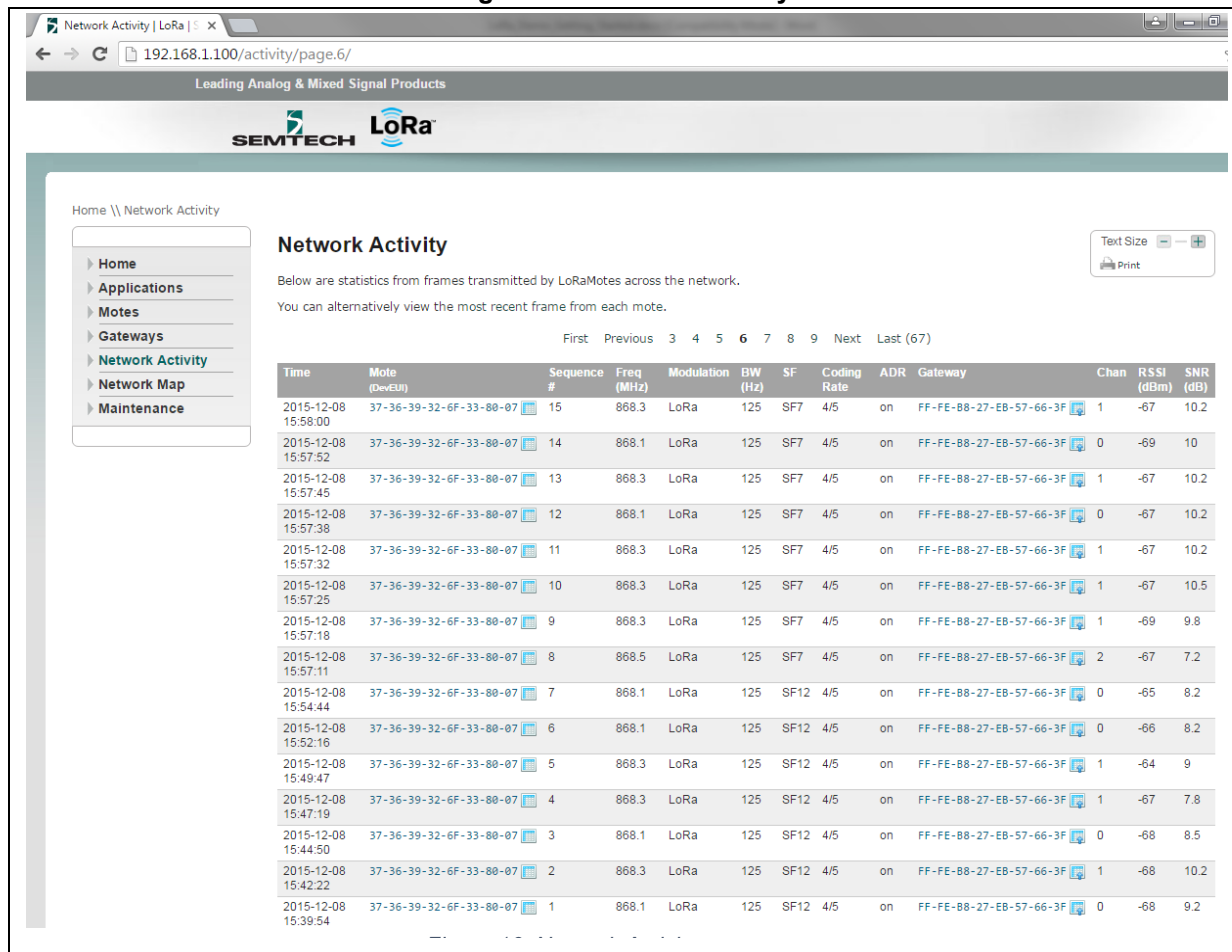 Network Activity | LoRa | S
192.168.1.100/activity/page.6/
Leading Analog & Mixed Signal Products
SEMTECH LoRa™
Home \\ Network Activity
Home
Applications
Motes
Gateways
Network Activity
Network Map
Maintenance
Network Activity
Text Size
Print
Below are statistics from frames transmitted by LoRaMotes across the network.
You can alternatively view the most recent frame from each mote.
First Previous 3 4 5 6 7 8 9 Next Last (67)
Time Mote (DevEUI) Sequence # Freq (MHz) Modulation BW (Hz) SF Coding Rate ADR Gateway Chan RSSI (dBm) SNR (dB)
2015-12-08 15:58:00 37-36-39-32-6F-33-80-07 15 868.3 LoRa 125 SF7 4/5 on FF-FE-B8-27-EB-57-66-3F 1 -67 10.2
2015-12-08 15:57:52 37-36-39-32-6F-33-80-07 14 868.1 LoRa 125 SF7 4/5 on FF-FE-B8-27-EB-57-66-3F 0 -69 10
2015-12-08 15:57:45 37-36-39-32-6F-33-80-07 13 868.3 LoRa 125 SF7 4/5 on FF-FE-B8-27-EB-57-66-3F 1 -67 10.2
2015-12-08 15:57:38 37-36-39-32-6F-33-80-07 12 868.1 LoRa 125 SF7 4/5 on FF-FE-B8-27-EB-57-66-3F 0 -67 10.2
2015-12-08 15:57:32 37-36-39-32-6F-33-80-07 11 868.3 LoRa 125 SF7 4/5 on FF-FE-B8-27-EB-57-66-3F 1 -67 10.2
2015-12-08 15:57:25 37-36-39-32-6F-33-80-07 10 868.3 LoRa 125 SF7 4/5 on FF-FE-B8-27-EB-57-66-3F 1 -67 10.5
2015-12-08 15:57:18 37-36-39-32-6F-33-80-07 9 868.3 LoRa 125 SF7 4/5 on FF-FE-B8-27-EB-57-66-3F 1 -69 9.8
2015-12-08 15:57:11 37-36-39-32-6F-33-80-07 8 868.5 LoRa 125 SF7 4/5 on FF-FE-B8-27-EB-57-66-3F 2 -67 7.2
2015-12-08 15:54:44 37-36-39-32-6F-33-80-07 7 868.1 LoRa 125 SF12 4/5 on FF-FE-B8-27-EB-57-66-3F 0 -65 8.2
2015-12-08 15:52:16 37-36-39-32-6F-33-80-07 6 868.1 LoRa 125 SF12 4/5 on FF-FE-B8-27-EB-57-66-3F 0 -66 8.2
2015-12-08 15:49:47 37-36-39-32-6F-33-80-07 5 868.3 LoRa 125 SF12 4/5 on FF-FE-B8-27-EB-57-66-3F 1 -64 9
2015-12-08 15:47:19 37-36-39-32-6F-33-80-07 4 868.3 LoRa 125 SF12 4/5 on FF-FE-B8-27-EB-57-66-3F 1 -67 7.8
2015-12-08 15:44:50 37-36-39-32-6F-33-80-07 3 868.1 LoRa 125 SF12 4/5 on FF-FE-B8-27-EB-57-66-3F 0 -68 8.5
2015-12-08 15:42:22 37-36-39-32-6F-33-80-07 2 868.3 LoRa 125 SF12 4/5 on FF-FE-B8-27-EB-57-66-3F 1 -68 10.2
2015-12-08 15:39:54 37-36-39-32-6F-33-80-07 1 868.1 LoRa 125 SF12 4/5 on FF-FE-B8-27-EB-57-66-3F 0 -68 9.2